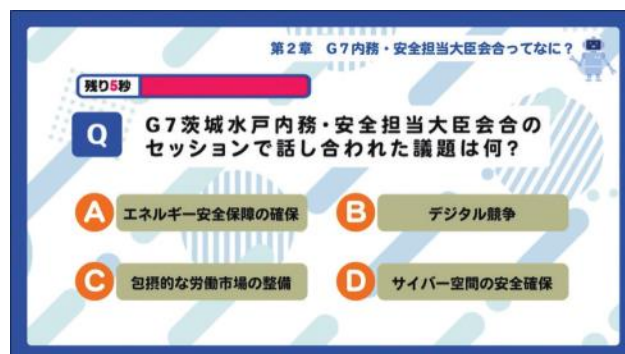 第2章 G7内務・安全担当大臣会合ってなに?
残り5秒
Q
G7茨城水戸内務・安全担当大臣会合の
セッションで話し合われた議題は何?
A エネルギー安全保障の確保
B デジタル競争
C 包摂的な労働市場の整備
D サイバー空間の安全確保